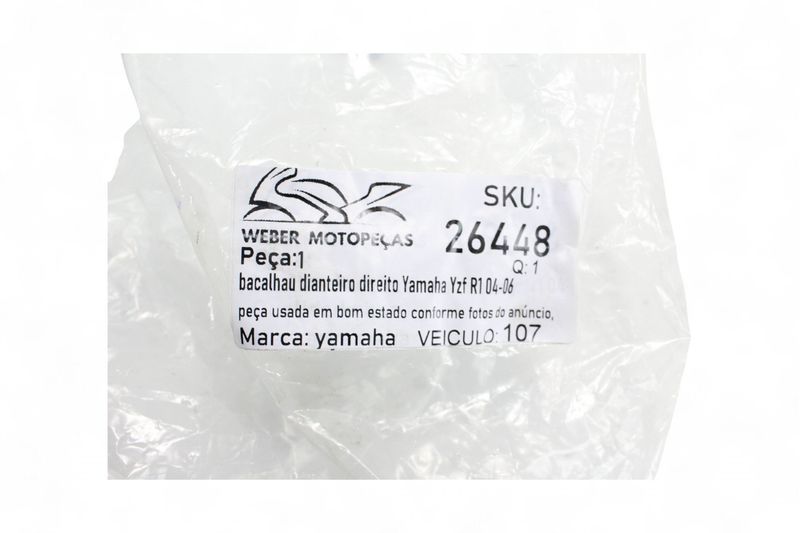 SKU:
WEBER MOTOPEÇAS
26448
Peça:1
Q: 1
bacalhau dianteiro direito Yamaha Yzf R1 04-06
peça usada em bom estado conforme fotos do anúncio,
Marca: yamaha VEICULO: 107